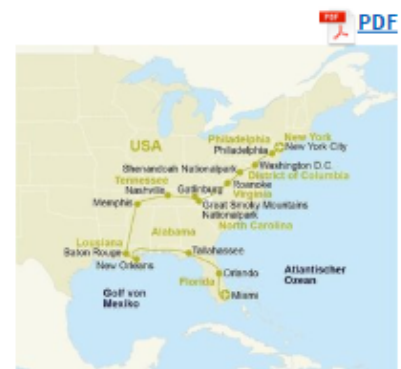 PDF
PDF
Philadelphia
New York
New York City
USA
Philadelphia
Washington D.C.
Shenandoah Nationalpark
District of Columbia
Tennessee
Roanoke
Nashville
Gatlinburg
Virginia
Memphis
Great Smoky Mountains
Nationalpark
North Carolina
Alabama
Lousiana
Baton Rouge
Tallahassee
New Orleans
Orlando
Atlantischer
Ozean
Florida
Golf von
Mexiko
Miami